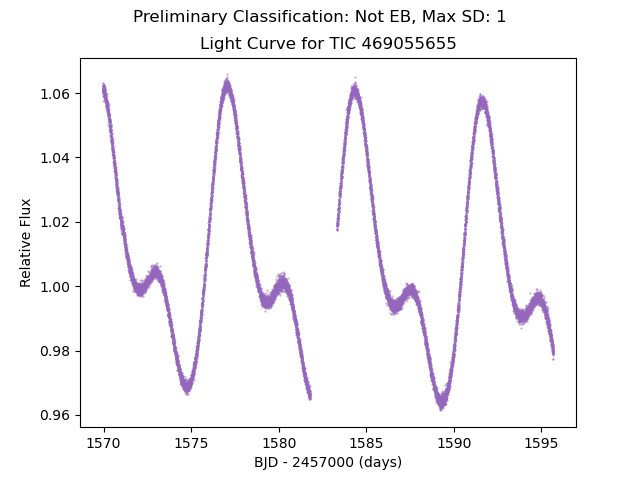 Preliminary Classification: Not EB, Max SD: 1
Light Curve for TIC 469055655
1.06
1.04
1.02
1.00
0.98
0.96
Relative Flux
1570 1575 1580 1585 1590 1595
BJD - 2457000 (days)